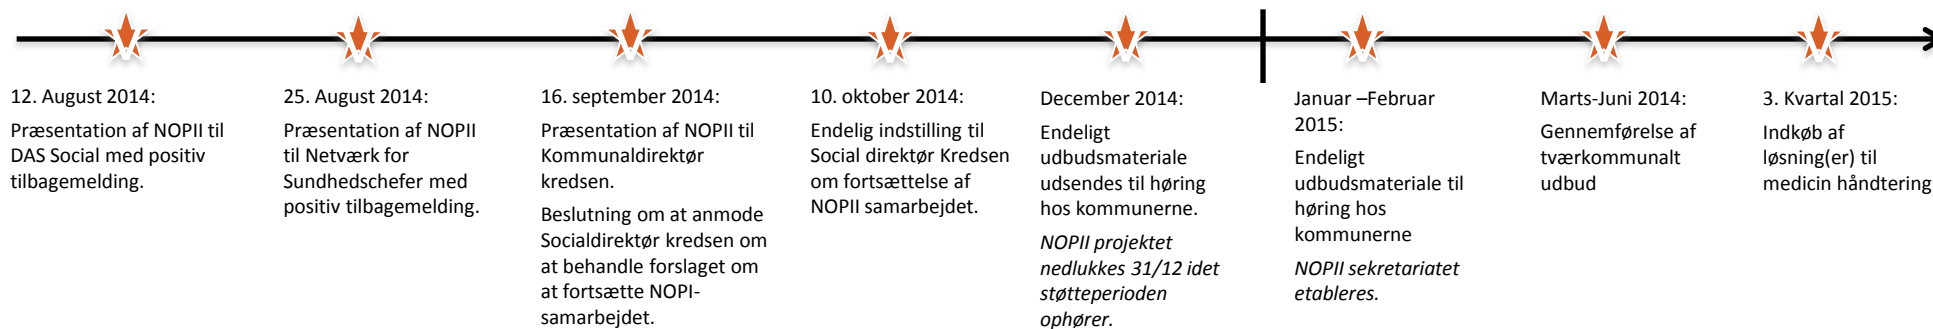 12. August 2014:
Præsentation af NOPII til
DAS Social med positiv
tilbagemelding.
25. August 2014:
Præsentation af NOPII
til Netværk for
Sundhedschefer med
positiv tilbagemelding.
16. september 2014:
Præsentation af NOPII til
Kommunaldirektør
kredsen.
Beslutning om at anmode
Socialdirektør kredsen om
at behandle forslaget om
at fortsætte NOPI-
samarbejdet.
10. oktober 2014:
Endelig indstilling til
Social direktør Kredsen
om fortsættelse af
NOPII samarbejdet.
December 2014:
Endeligt
udbudsmateriale
udsendes til høring
hos kommunerne.
NOPII projektet
nedlukkes 31/12 idet
støtteperioden
ophører.
Januar –Februar
2015:
Endeligt
udbudsmateriale til
høring hos
kommunerne
NOPII sekretariatet
etableres.
Marts-Juni 2014:
Gennemførelse af
tværkommunalt
udbud
3. Kvartal 2015:
Indkøb af
løsning(er) til
medicin håndtering